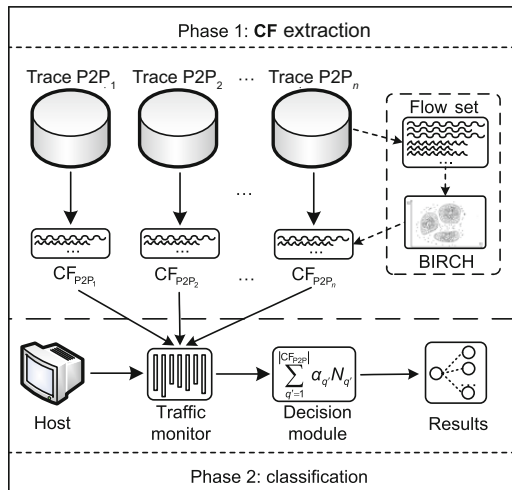 Phase 1: CF extraction
Trace P2P1 Trace P2P2 ... Trace P2Pn
Flow set
...
...
BIRCH
... ... ...
CFP2P1 CFP2P2 ... CFP2Pn
|CFP2P|
∑ αq′Nq′
q′=1
Host Traffic monitor Decision module Results
Phase 2: classification